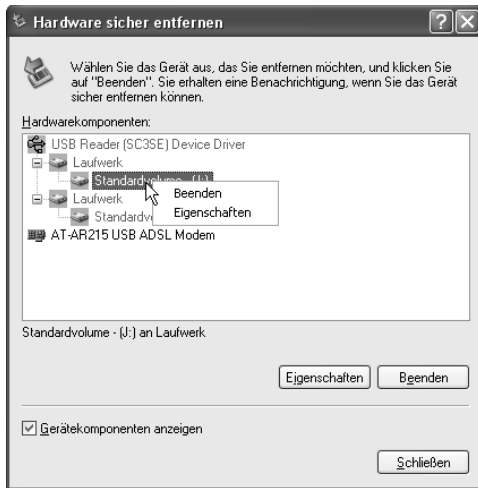 Hardware sicher entfernen
Wählen Sie das Gerät aus, das Sie entfernen möchten, und klicken Sie
auf "Beenden". Sie erhalten eine Benachrichtigung, wenn Sie das Gerät
sicher entfernen können.
Hardwarekomponenten:
USB Reader (SC3SE) Device Driver
Laufwerk
Standardvolume - (J:)
Beenden
Laufwerk
Eigenschaften
AT-AR215 USB ADSL Modem
Standardvolume - (J:) an Laufwerk
Eigenschaften Beenden
Gerätekomponenten anzeigen
Schließen